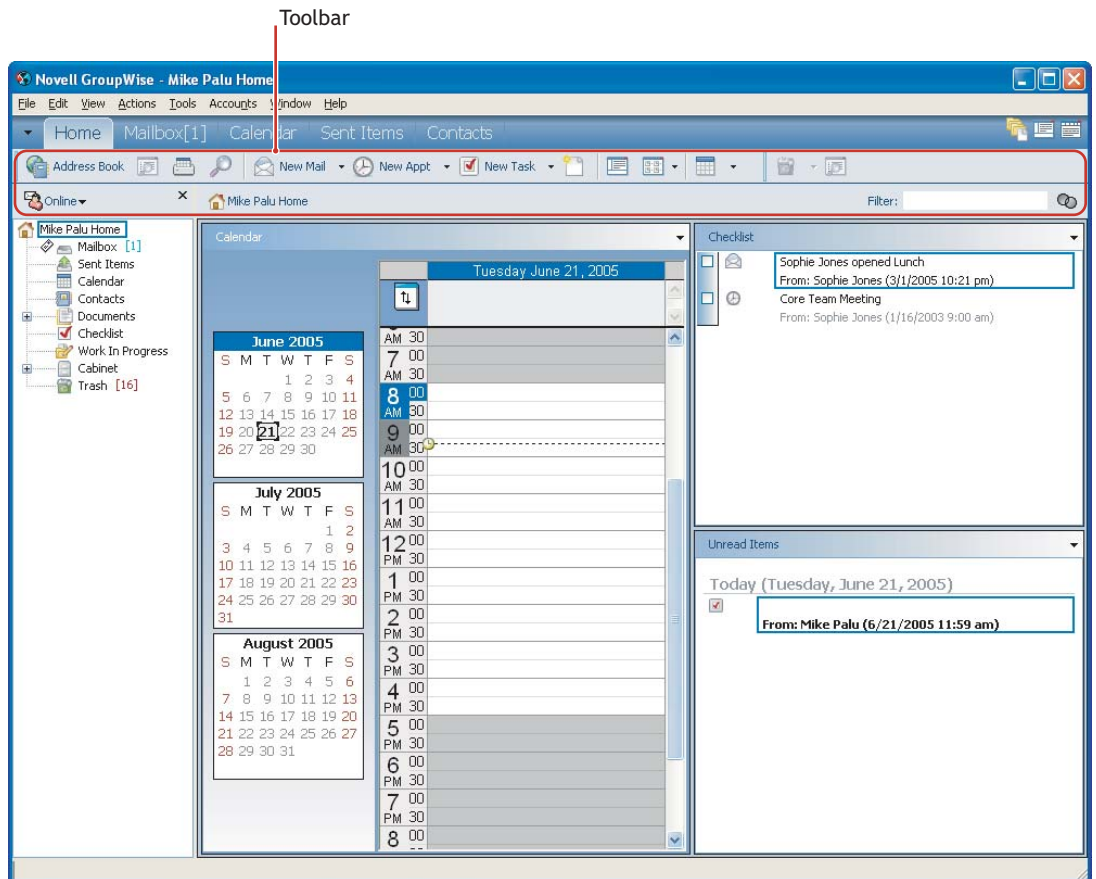 Toolbar
Novell GroupWise - Mike Palu Home
File Edit View Actions Tools Accounts Window Help
Home Mailbox[1] Calendar Sent Items Contacts
Address Book New Mail New Appt New Task
Online Mike Palu Home Filter:
Mike Palu Home
Mailbox [1]
Sent Items
Calendar
Contacts
Documents
Checklist
Work In Progress
Cabinet
Trash [16]
Calendar
June 2005
S M T W T F S
1 2 3 4
5 6 7 8 9 10 11
12 13 14 15 16 17 18
19 20 21 22 23 24 25
26 27 28 29 30
July 2005
S M T W T F S
1 2
3 4 5 6 7 8 9
10 11 12 13 14 15 16
17 18 19 20 21 22 23
24 25 26 27 28 29 30
31
August 2005
S M T W T F S
1 2 3 4 5 6
7 8 9 10 11 12 13
14 15 16 17 18 19 20
21 22 23 24 25 26 27
28 29 30 31
Tuesday June 21, 2005
AM 30
7 00
AM 30
8 00
AM 30
9 00
AM 30
10 00
AM 30
11 00
AM 30
12 00
PM 30
1 00
PM 30
2 00
PM 30
3 00
PM 30
4 00
PM 30
5 00
PM 30
6 00
PM 30
7 00
PM 30
8 00
Checklist
Sophie Jones opened Lunch
From: Sophie Jones (3/1/2005 10:21 pm)
Core Team Meeting
From: Sophie Jones (1/16/2003 9:00 am)
Unread Items
Today (Tuesday, June 21, 2005)
From: Mike Palu (6/21/2005 11:59 am)